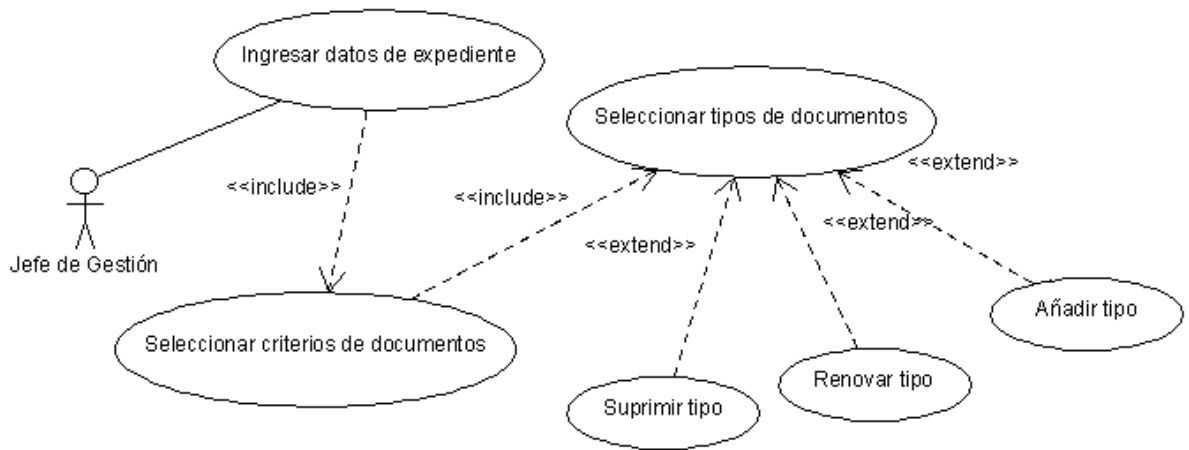 Ingresar datos de expediente
Seleccionar tipos de documentos
<<extend>>
<<include>>
<<include>>
<<extend>>
<<extend>>
Jefe de Gestión
Añadir tipo
Seleccionar criterios de documentos
Renovar tipo
Suprimir tipo